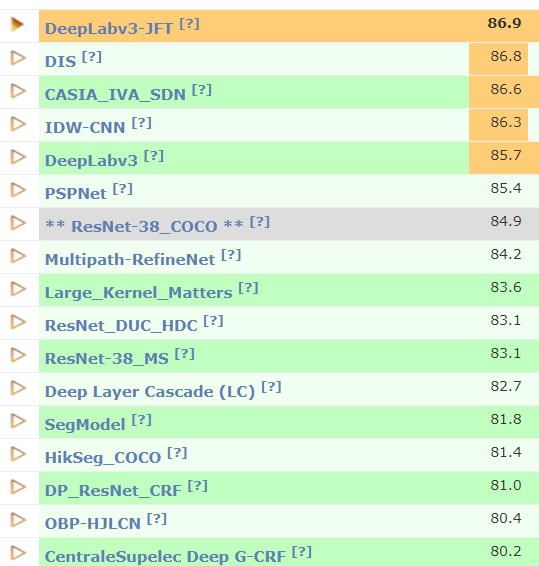 DeepLabv3-JFT [?] 86.9
DIS [?] 86.8
CASIA_IVA_SDN [?] 86.6
IDW-CNN [?] 86.3
DeepLabv3 [?] 85.7
PSPNet [?] 85.4
** ResNet-38_COCO ** [?] 84.9
Multipath-RefineNet [?] 84.2
Large_Kernel_Matters [?] 83.6
ResNet_DUC_HDC [?] 83.1
ResNet-38_MS [?] 83.1
Deep Layer Cascade (LC) [?] 82.7
SegModel [?] 81.8
HikSeg_COCO [?] 81.4
DP_ResNet_CRF [?] 81.0
OBP-HJLCN [?] 80.4
CentraleSupelec Deep G-CRF [?] 80.2